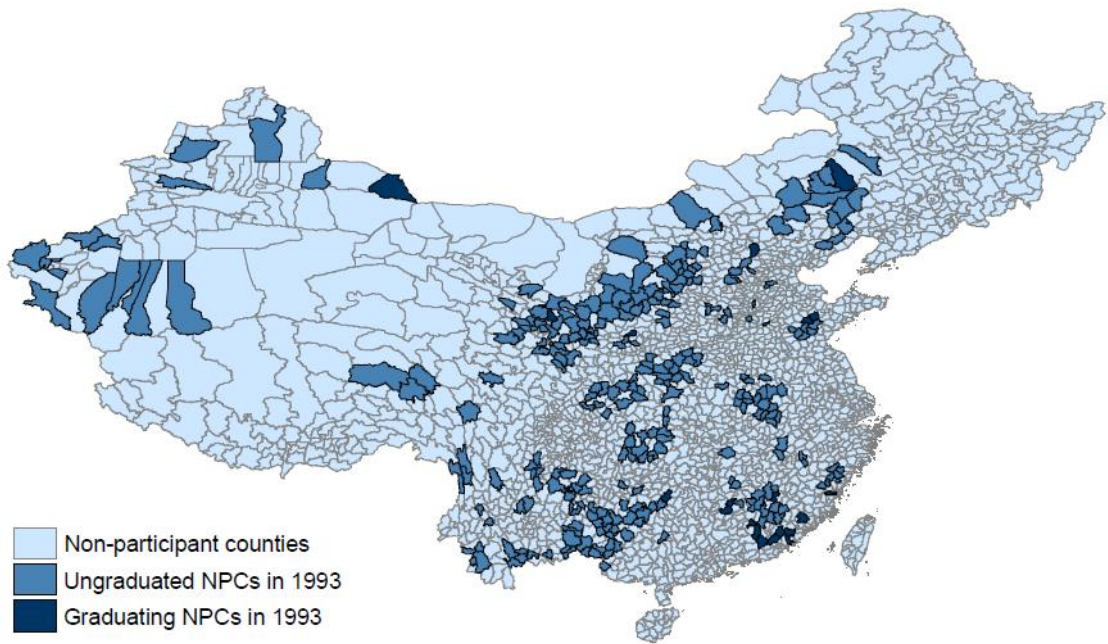 Non-participant counties
Ungraduated NPCs in 1993
Graduating NPCs in 1993